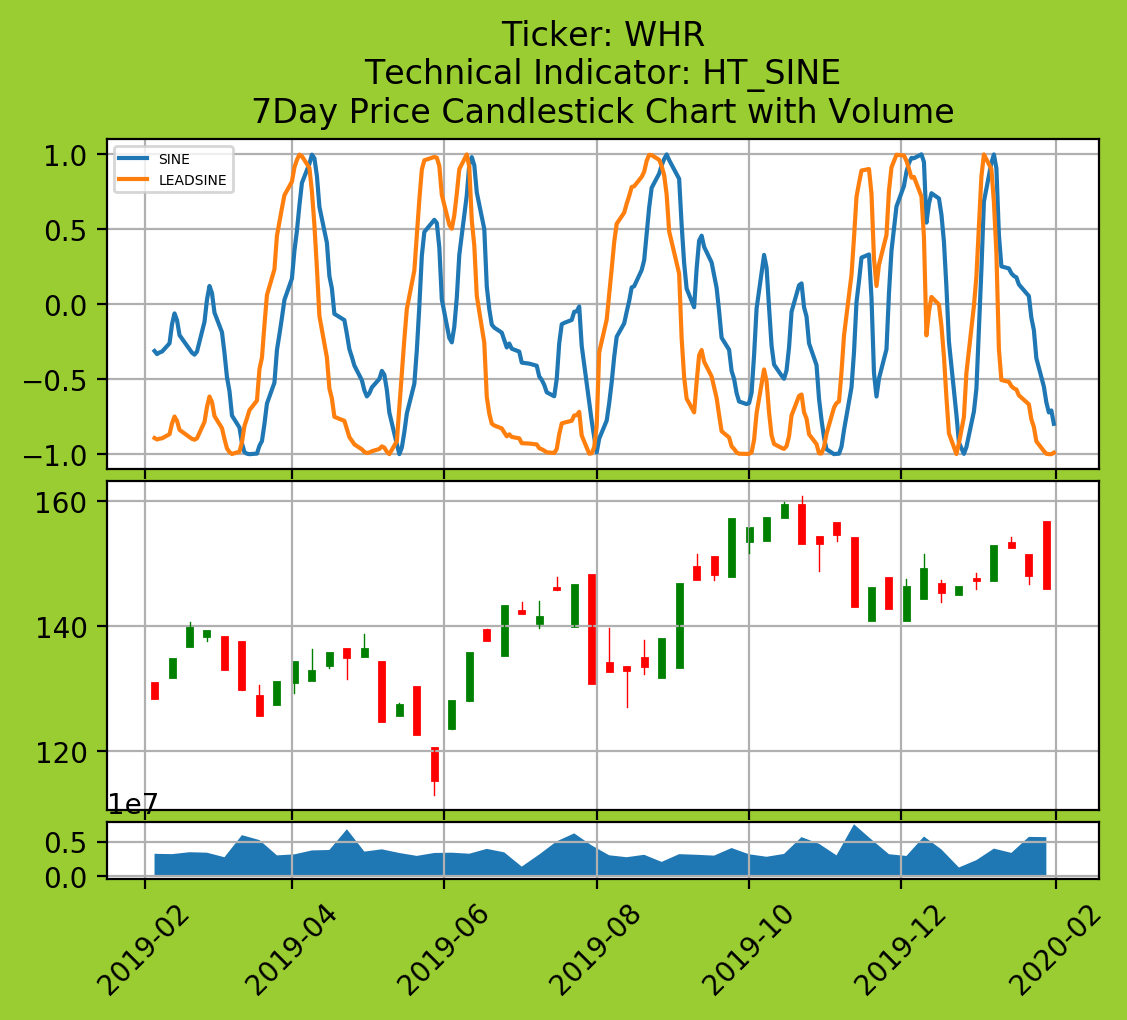 Ticker: WHR
Technical Indicator: HT_SINE
7Day Price Candlestick Chart with Volume
1.0
0.5
0.0
−0.5
−1.0
SINE
LEADSINE
160
140
120
1e7
0.5
0.0
2019-02
2019-04
2019-06
2019-08
2019-10
2019-12
2020-02